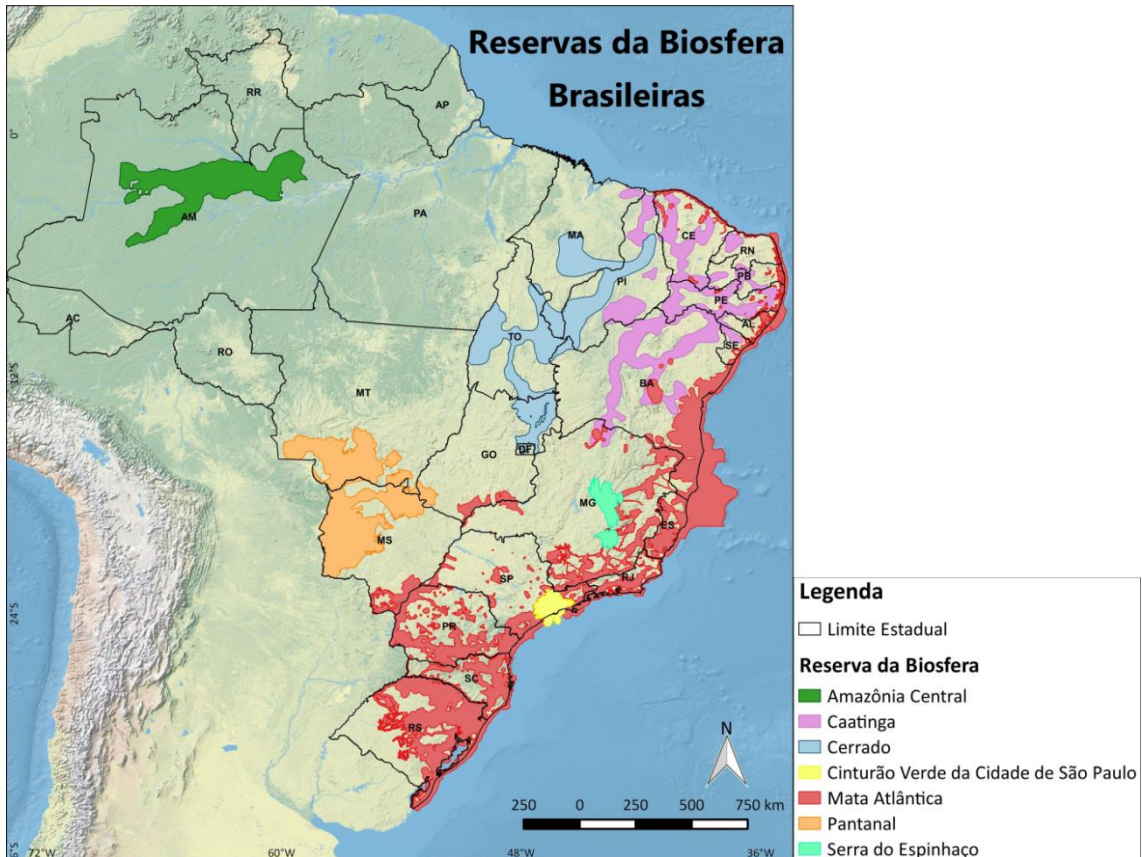 Reservas da Biosfera
Brasileiras
RR
AP
0°
AM
PA
MA
CE
RN
PB
PI
PE
AC
AL
TO
SE
RO
12°S
BA
MT
GO
DF
MG
ES
MS
SP
RJ
24°S
PR
SC
RS
N
250 0 250 500 750 km
72°W 60°W 48°W 36°W
Legenda
Limite Estadual
Reserva da Biosfera
Amazônia Central
Caatinga
Cerrado
Cinturão Verde da Cidade de São Paulo
Mata Atlântica
Pantanal
Serra do Espinhaço